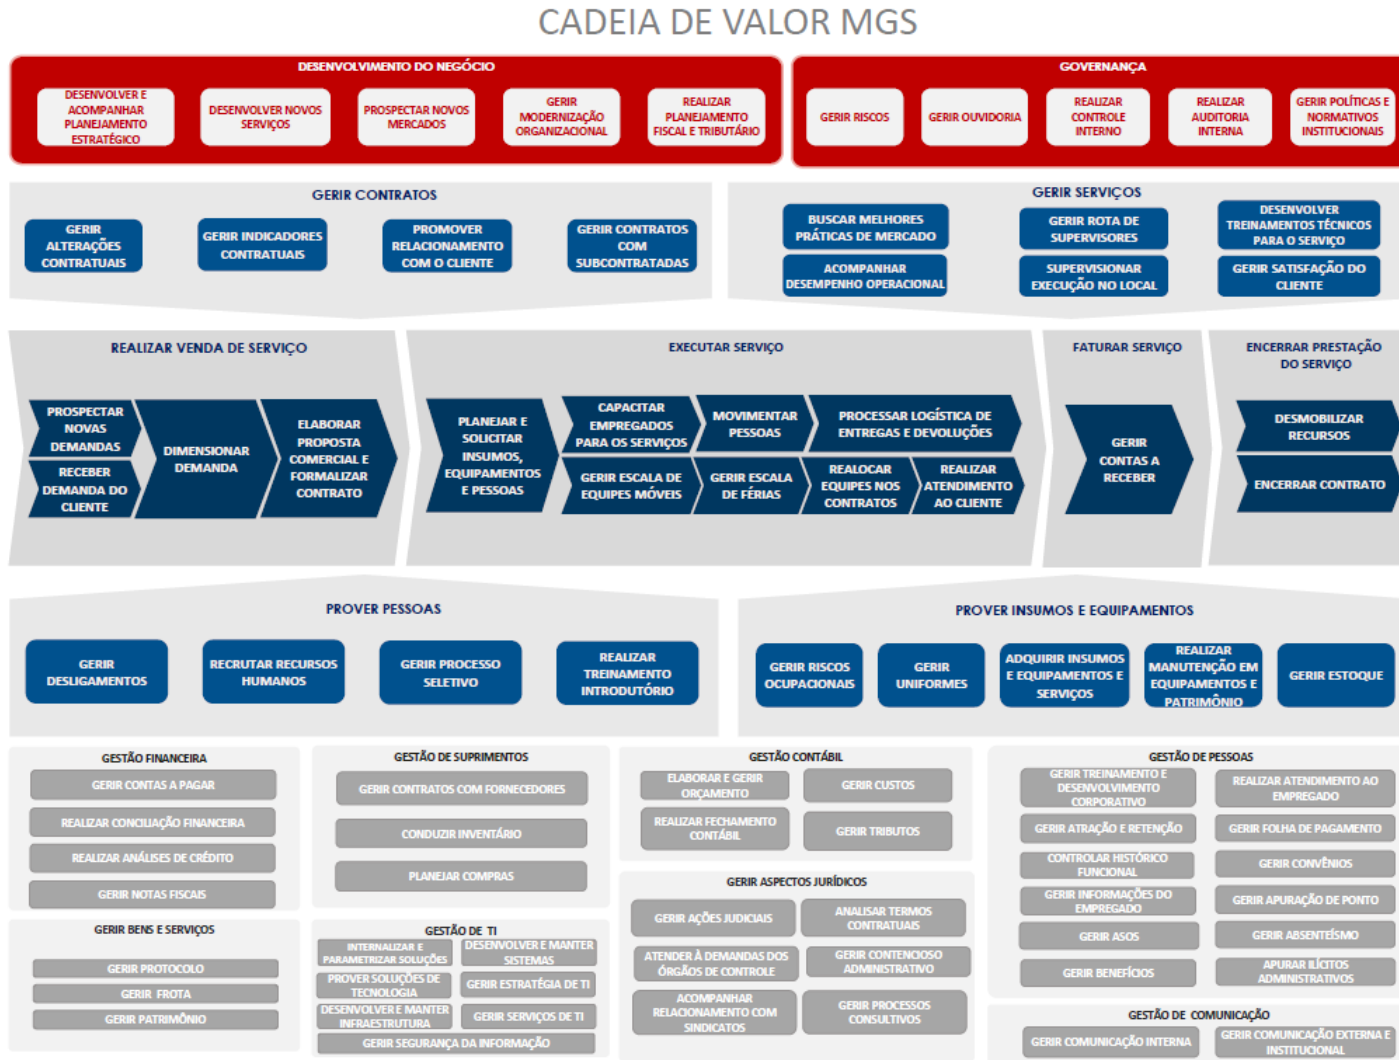 CADEIA DE VALOR MGS
DESENVOLVIMENTO DO NEGÓCIO
DESENVOLVER E
ACOMPANHAR
PLANEJAMENTO
ESTRATÉGICO
DESENVOLVER NOVOS
SERVIÇOS
PROSPECTAR NOVOS
MERCADOS
GERIR
MODERNIZAÇÃO
ORGANIZACIONAL
REALIZAR
PLANEJAMENTO
FISCAL E TRIBUTÁRIO
GOVERNANÇA
GERIR RISCOS
GERIR OUVIDORIA
REALIZAR
CONTROLE
INTERNO
REALIZAR
AUDITORIA
INTERNA
GERIR POLÍTICAS E
NORMATIVOS
INSTITUCIONAIS
GERIR CONTRATOS
GERIR
ALTERAÇÕES
CONTRATUAIS
GERIR INDICADORES
CONTRATUAIS
PROMOVER
RELACIONAMENTO
COM O CLIENTE
GERIR CONTRATOS
COM
SUBCONTRATADAS
GERIR SERVIÇOS
BUSCAR MELHORES
PRÁTICAS DE MERCADO
GERIR ROTA DE
SUPERVISORES
DESENVOLVER
TREINAMENTOS TÉCNICOS
PARA O SERVIÇO
ACOMPANHAR
DESEMPENHO OPERACIONAL
SUPERVISIONAR
EXECUÇÃO NO LOCAL
GERIR SATISFAÇÃO DO
CLIENTE
REALIZAR VENDA DE SERVIÇO
PROSPECTAR
NOVAS
DEMANDAS
RECEBER
DEMANDA DO
CLIENTE
DIMENSIONAR
DEMANDA
ELABORAR
PROPOSTA
COMERCIAL E
FORMALIZAR
CONTRATO
EXECUTAR SERVIÇO
PLANEJAR E
SOLICITAR
INSUMOS,
EQUIPAMENTOS
E PESSOAS
CAPACITAR
EMPREGADOS
PARA OS SERVIÇOS
MOVIMENTAR
PESSOAS
PROCESSAR LOGÍSTICA DE
ENTREGAS E DEVOLUÇÕES
GERIR ESCALA DE
EQUIPES MÓVEIS
GERIR ESCALA
DE FÉRIAS
REALOCAR
EQUIPES NOS
CONTRATOS
REALIZAR
ATENDIMENTO
AO CLIENTE
FATURAR SERVIÇO
GERIR
CONTAS A
RECEBER
ENCERRAR PRESTAÇÃO
DO SERVIÇO
DESMOBILIZAR
RECURSOS
ENCERRAR CONTRATO
PROVER PESSOAS
GERIR
DESLIGAMENTOS
RECRUTAR RECURSOS
HUMANOS
GERIR PROCESSO
SELETIVO
REALIZAR
TREINAMENTO
INTRODUTÓRIO
PROVER INSUMOS E EQUIPAMENTOS
GERIR RISCOS
OCUPACIONAIS
GERIR
UNIFORMES
ADQUIRIR INSUMOS
E EQUIPAMENTOS E
SERVIÇOS
REALIZAR
MANUTENÇÃO EM
EQUIPAMENTOS E
PATRIMÔNIO
GERIR ESTOQUE
GESTÃO FINANCEIRA
GERIR CONTAS A PAGAR
REALIZAR CONCILIAÇÃO FINANCEIRA
REALIZAR ANÁLISES DE CRÉDITO
GERIR NOTAS FISCAIS
GERIR BENS E SERVIÇOS
GERIR PROTOCOLO
GERIR FROTA
GERIR PATRIMÔNIO
GESTÃO DE SUPRIMENTOS
GERIR CONTRATOS COM FORNECEDORES
CONDUZIR INVENTÁRIO
PLANEJAR COMPRAS
GESTÃO DE TI
INTERNALIZAR E
PARAMETRIZAR SOLUÇÕES
DESENVOLVER E MANTER
SISTEMAS
PROVER SOLUÇÕES DE
TECNOLOGIA
GERIR ESTRATÉGIA DE TI
DESENVOLVER E MANTER
INFRAESTRUTURA
GERIR SERVIÇOS DE TI
GERIR SEGURANÇA DA INFORMAÇÃO
GESTÃO CONTÁBIL
ELABORAR E GERIR
ORÇAMENTO
GERIR CUSTOS
REALIZAR FECHAMENTO
CONTÁBIL
GERIR TRIBUTOS
GERIR ASPECTOS JURÍDICOS
GERIR AÇÕES JUDICIAIS
ANALISAR TERMOS
CONTRATUAIS
ATENDER À DEMANDAS DOS
ÓRGÃOS DE CONTROLE
GERIR CONTENCIOSO
ADMINISTRATIVO
ACOMPANHAR
RELACIONAMENTO COM
SINDICATOS
GERIR PROCESSOS
CONSULTIVOS
GESTÃO DE PESSOAS
GERIR TREINAMENTO E
DESENVOLVIMENTO
CORPORATIVO
REALIZAR ATENDIMENTO AO
EMPREGADO
GERIR ATRAÇÃO E RETENÇÃO
GERIR FOLHA DE PAGAMENTO
CONTROLAR HISTÓRICO
FUNCIONAL
GERIR CONVÊNIOS
GERIR INFORMAÇÕES DO
EMPREGADO
GERIR APURAÇÃO DE PONTO
GERIR ASOS
GERIR ABSENTEÍSMO
GERIR BENEFÍCIOS
APURAR ILÍCITOS
ADMINISTRATIVOS
GESTÃO DE COMUNICAÇÃO
GERIR COMUNICAÇÃO INTERNA
GERIR COMUNICAÇÃO EXTERNA E
INSTITUCIONAL